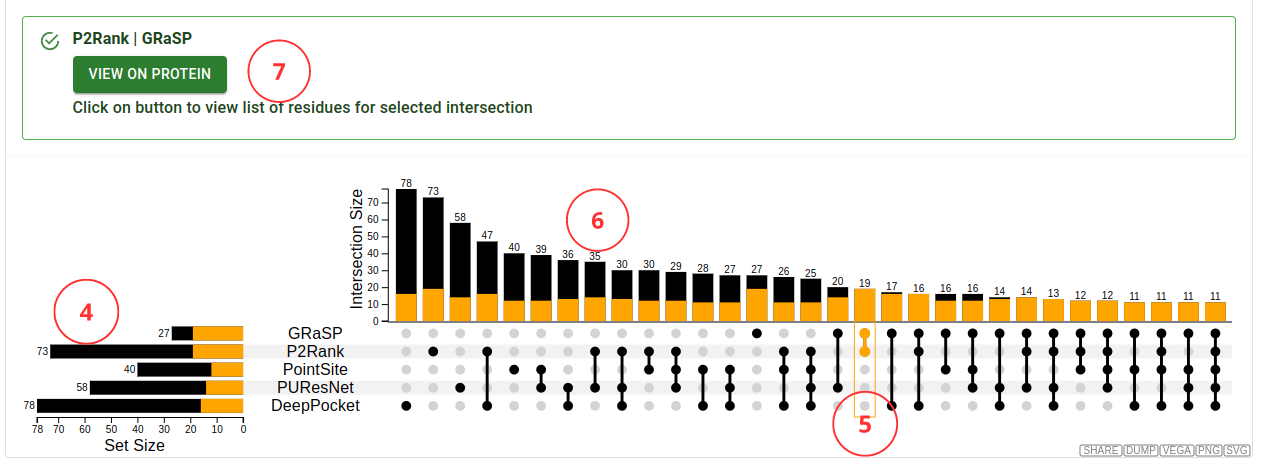 P2Rank | GRaSP
VIEW ON PROTEIN
7
Click on button to view list of residues for selected intersection
Intersection Size
70
60
50
40
30
20
10
0
78 73 58 47 40 39 36 35 30 30 29 28 27 27 26 25 20 19 17 16 16 16 14 14 13 12 12 11 11 11 11
6
4
27 GRaSP
73 P2Rank
40 PointSite
58 PUResNet
78 DeepPocket
5
78 70 60 50 40 30 20 10 0
Set Size
SHARE DUMP VEGA PNG SVG